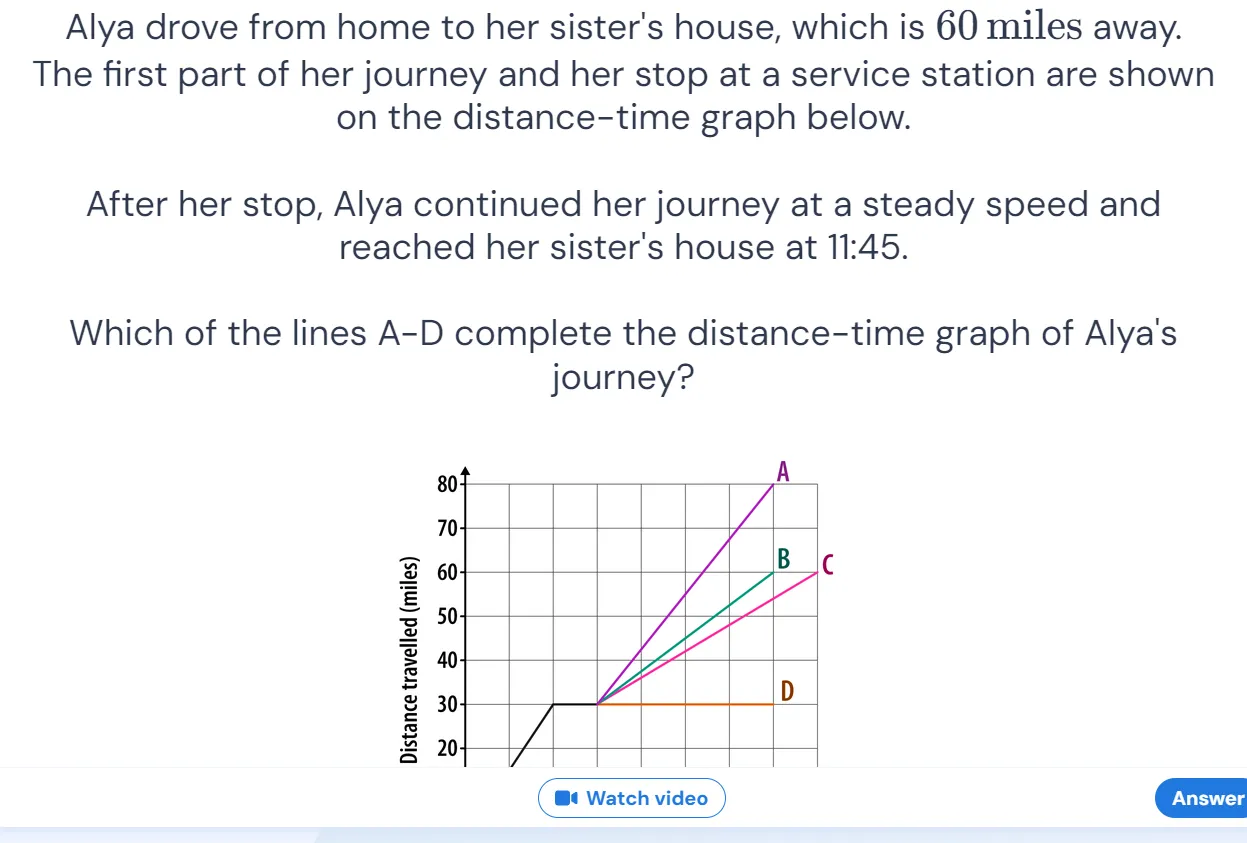 Alya drove from home to her sister's house, which is 60 miles away.
The first part of her journey and her stop at a service station are shown
on the distance-time graph below.
After her stop, Alya continued her journey at a steady speed and
reached her sister's house at 11:45.
Which of the lines A-D complete the distance-time graph of Alya's
journey?
A
80
70
B
C
60
50
40
D
30
20
Distance travelled (miles)
Watch video
Answer